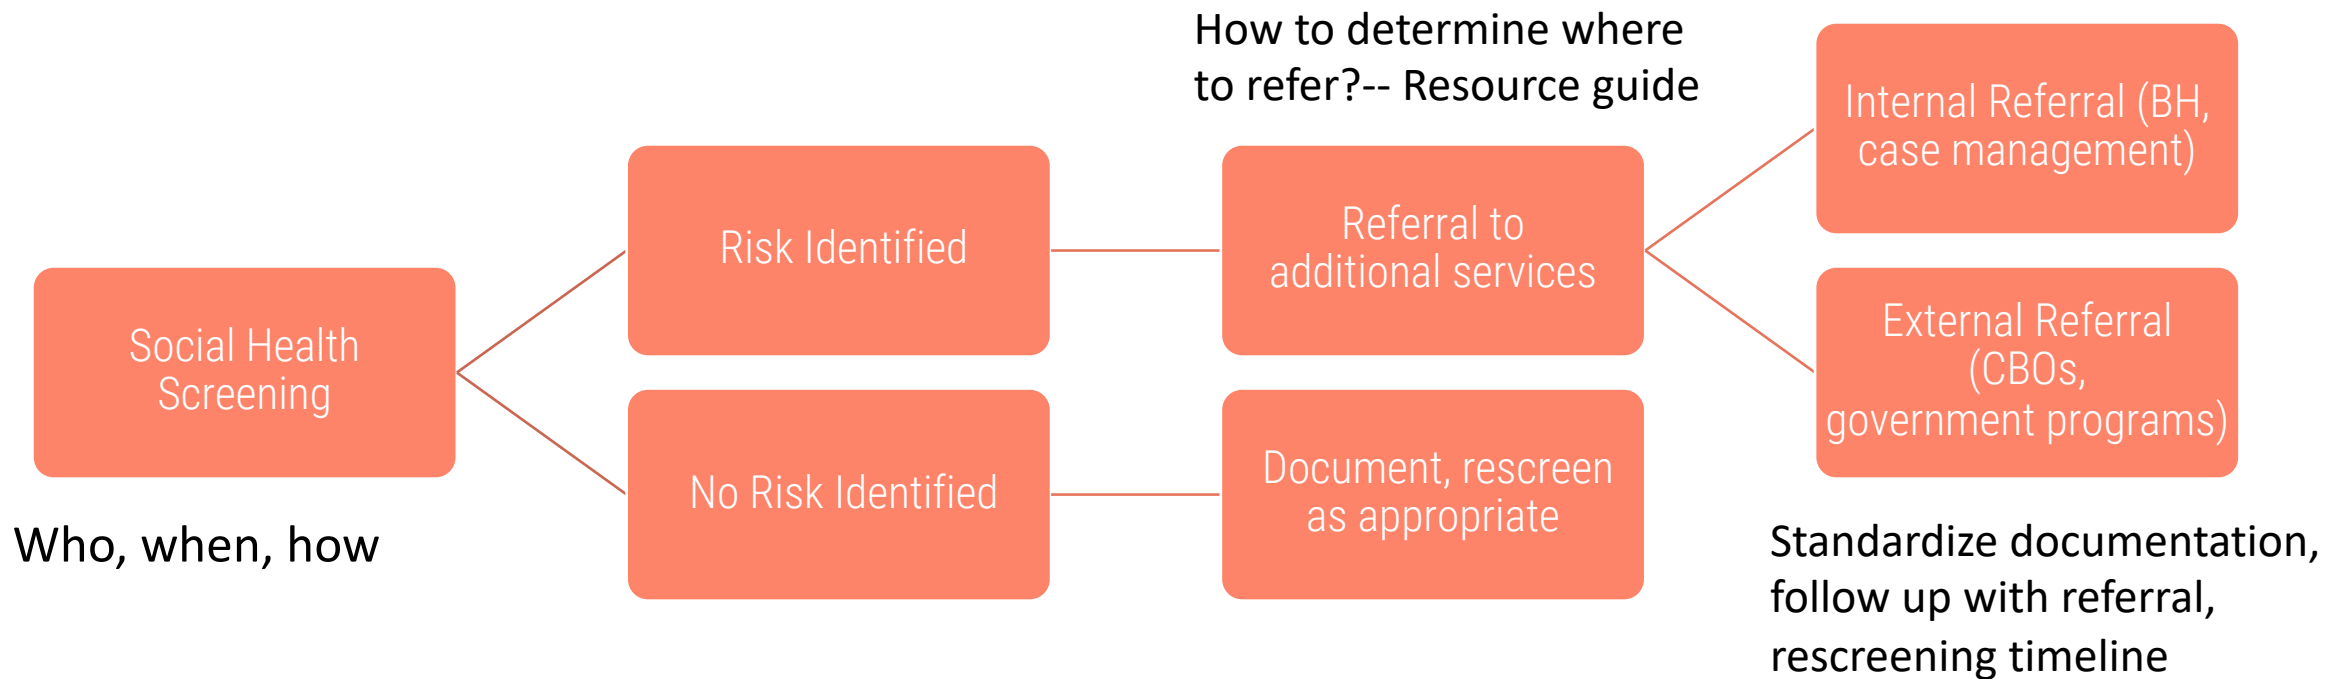 How to determine where
to refer?-- Resource guide
Social Health
Screening
Who, when, how
Risk Identified
No Risk Identified
Referral to
additional services
Document, rescreen
as appropriate
Internal Referral (BH,
case management)
External Referral
(CBOs,
government programs)
Standardize documentation,
follow up with referral,
rescreening timeline